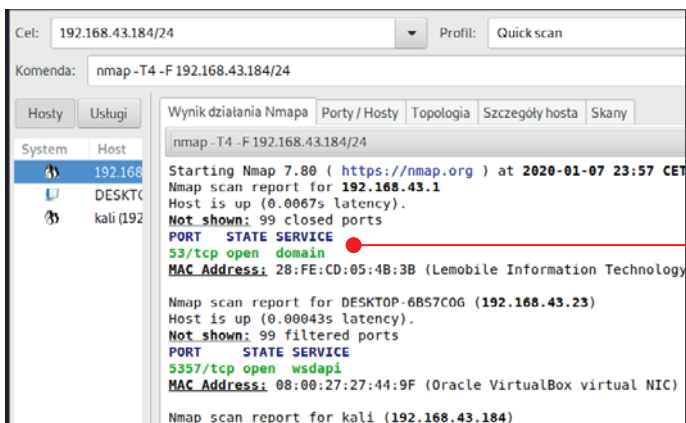 Cel: 192.168.43.184/24 Profil: Quick scan
Komenda: nmap -T4 -F 192.168.43.184/24
Hosty Usługi
System Host
192.168
DESKTO
kali (192
Wynik działania Nmapa Porty / Hosty Topologia Szczegóły hosta Skany
nmap -T4 -F 192.168.43.184/24
Starting Nmap 7.80 ( https://nmap.org ) at 2020-01-07 23:57 CET
Nmap scan report for 192.168.43.1
Host is up (0.0067s latency).
Not shown: 99 closed ports
PORT STATE SERVICE
53/tcp open domain
MAC Address: 28:FE:CD:05:4B:3B (Lemobile Information Technology
Nmap scan report for DESKTOP-6BS7COG (192.168.43.23)
Host is up (0.00043s latency).
Not shown: 99 filtered ports
PORT STATE SERVICE
5357/tcp open wsdapi
MAC Address: 08:00:27:27:44:9F (Oracle VirtualBox virtual NIC)
Nmap scan report for kali (192.168.43.184)